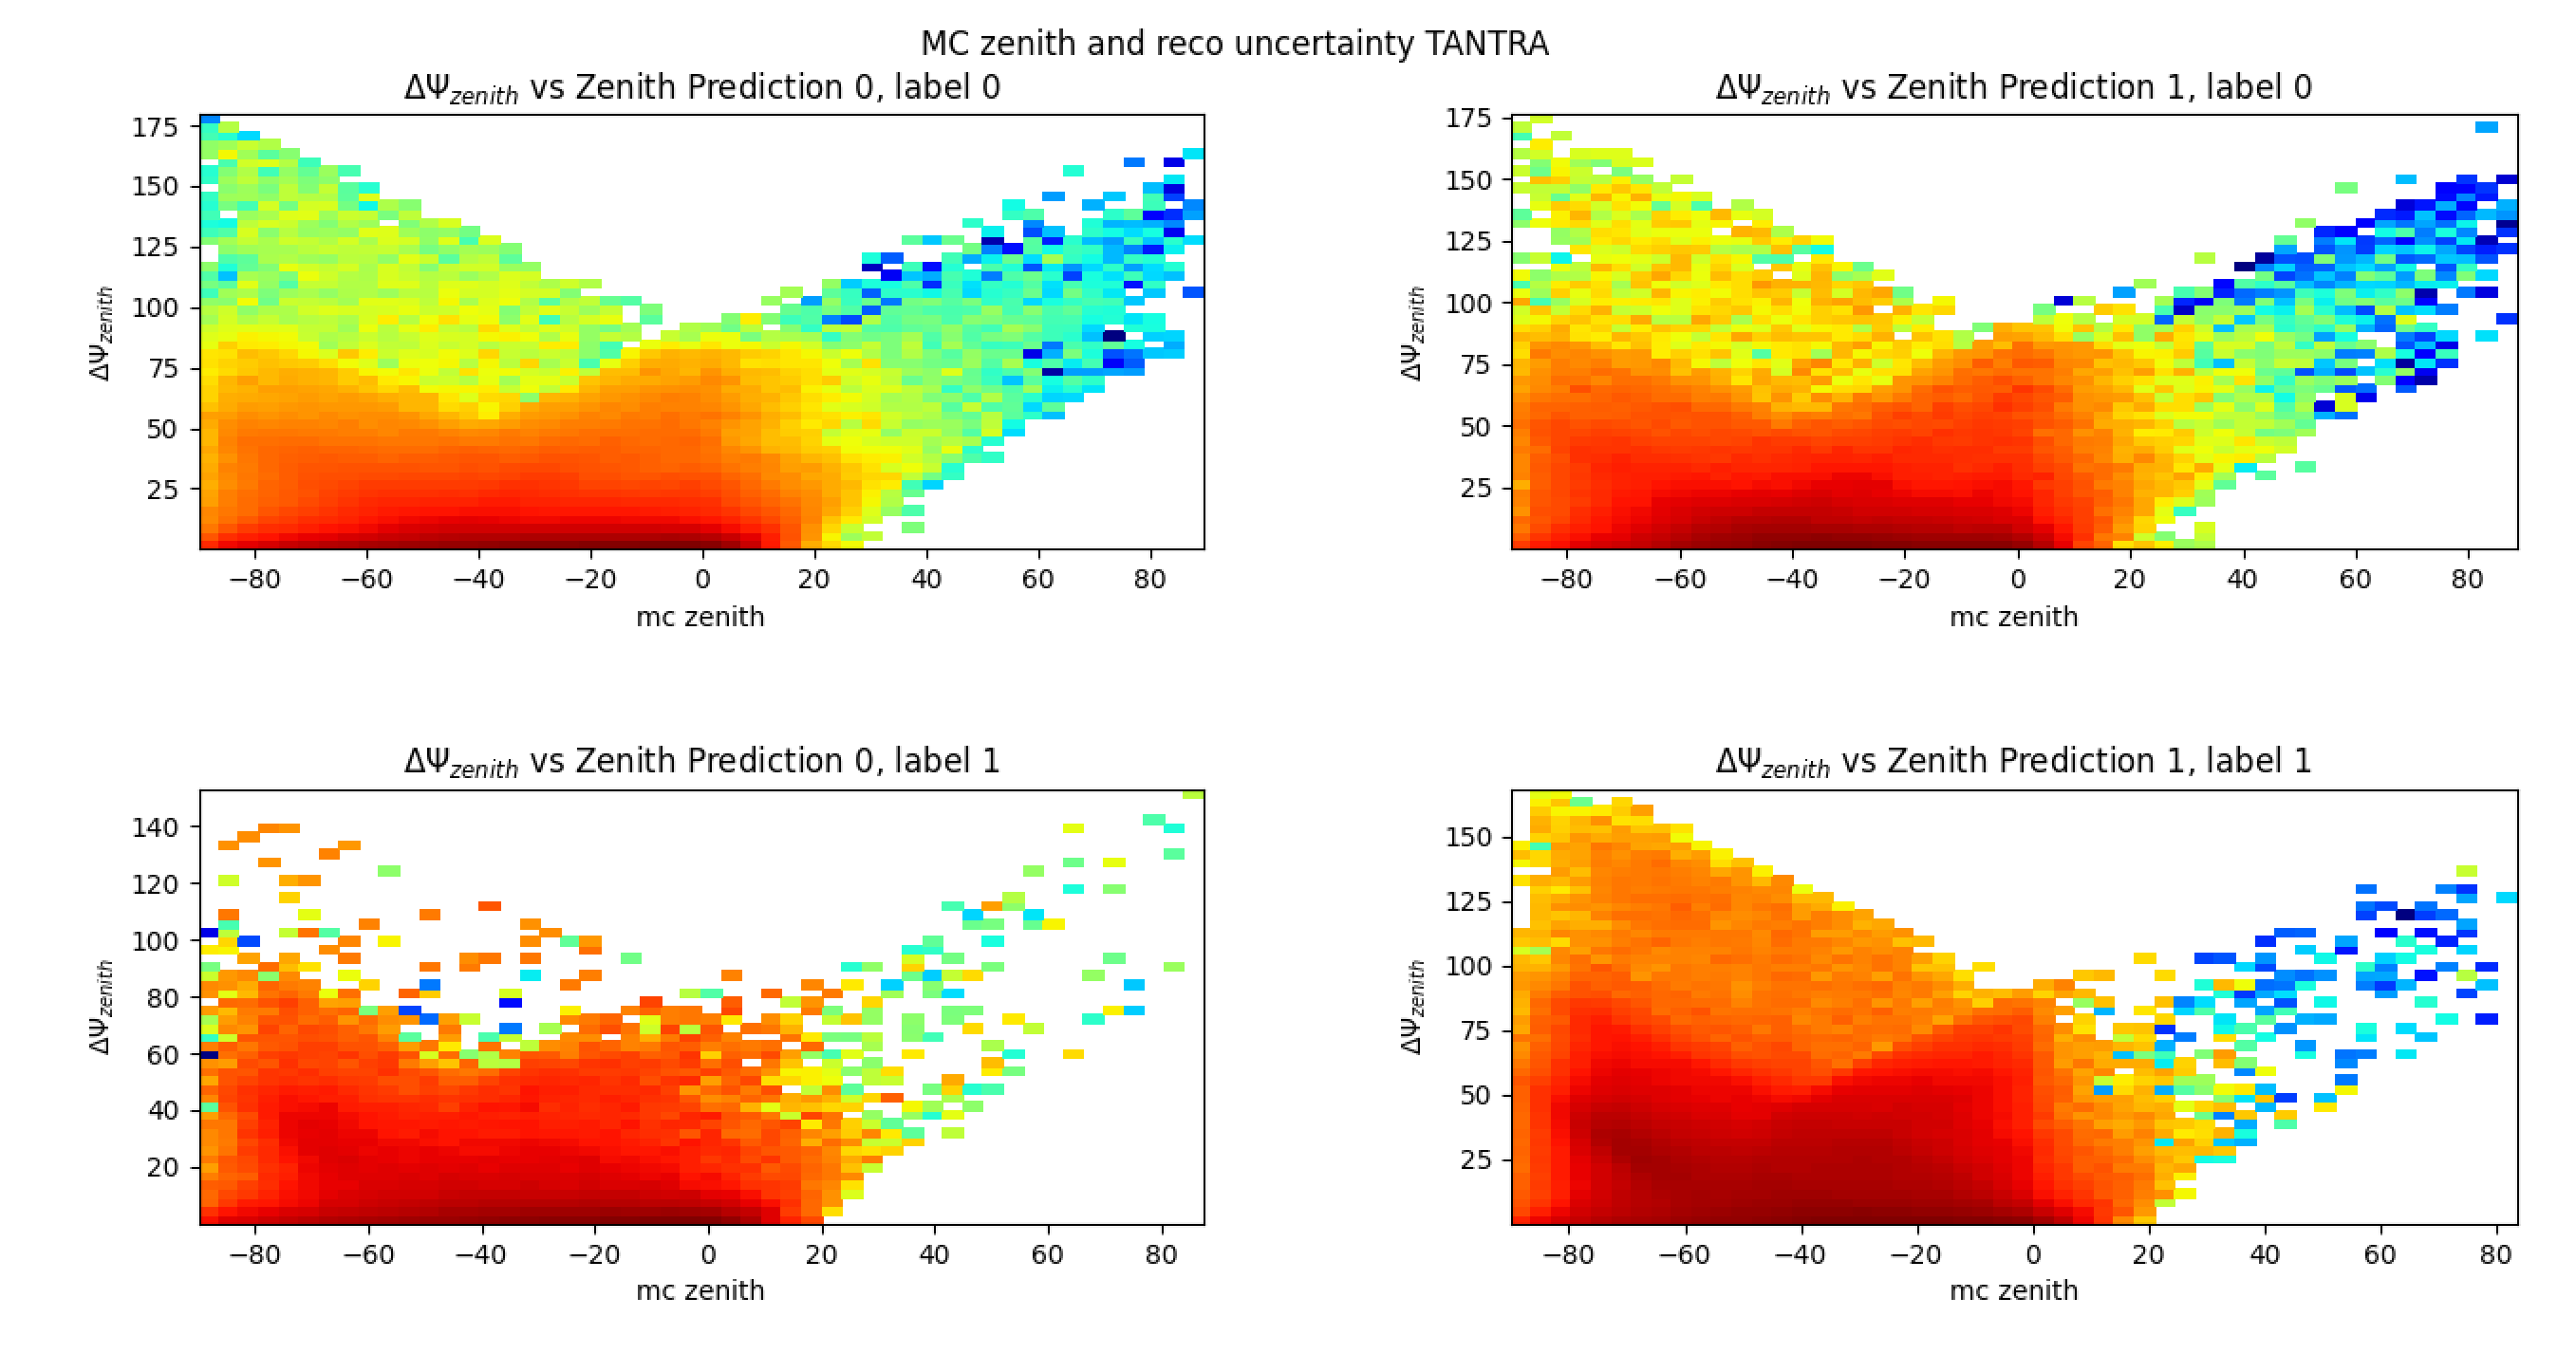 MC zenith and reco uncertainty TANTRA
ΔΨzenith vs Zenith Prediction 0, label 0
175
150
125
100
75
50
25
ΔΨzenith
−80 −60 −40 −20 0 20 40 60 80
mc zenith
ΔΨzenith vs Zenith Prediction 1, label 0
175
150
125
100
75
50
25
ΔΨzenith
−80 −60 −40 −20 0 20 40 60 80
mc zenith
ΔΨzenith vs Zenith Prediction 0, label 1
140
120
100
80
60
40
20
ΔΨzenith
−80 −60 −40 −20 0 20 40 60 80
mc zenith
ΔΨzenith vs Zenith Prediction 1, label 1
150
125
100
75
50
25
ΔΨzenith
−80 −60 −40 −20 0 20 40 60 80
mc zenith